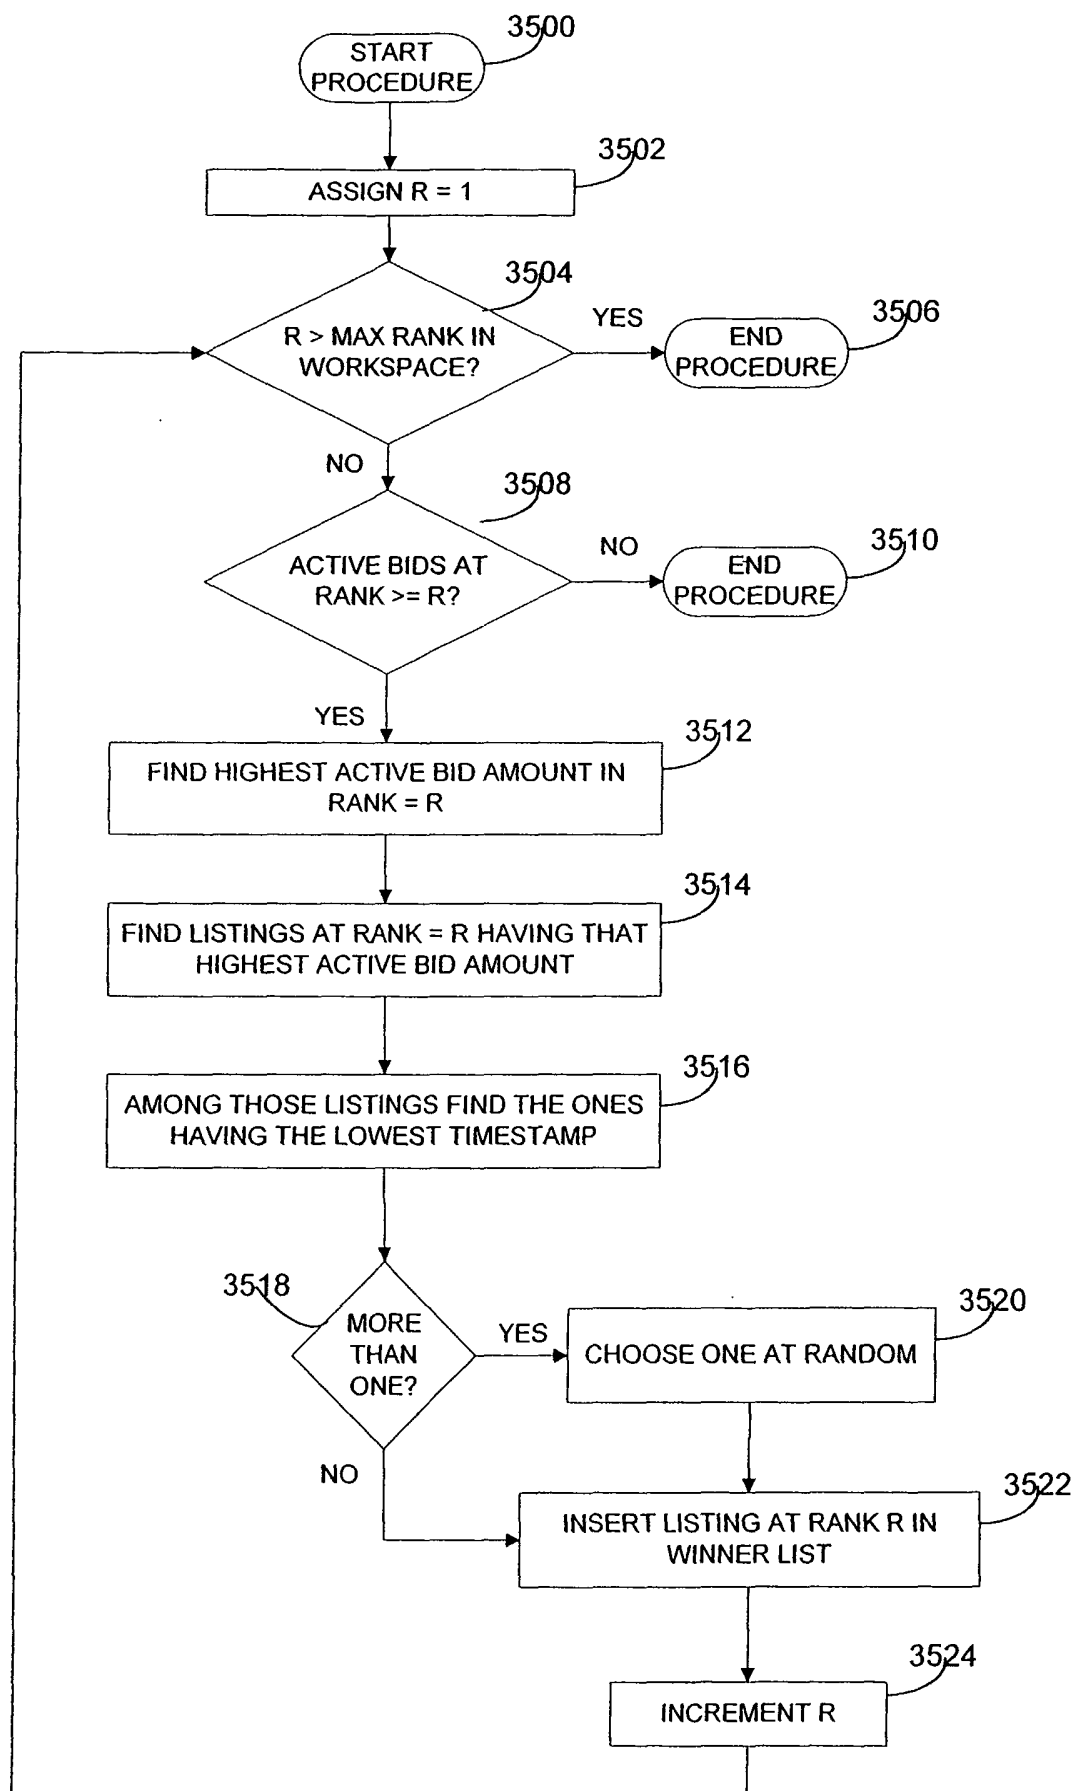 3500
START
PROCEDURE
3502
ASSIGN R = 1
3504
R > MAX RANK IN
WORKSPACE?
YES
3506
END
PROCEDURE
NO
3508
ACTIVE BIDS AT
RANK >= R?
NO
3510
END
PROCEDURE
YES
3512
FIND HIGHEST ACTIVE BID AMOUNT IN
RANK = R
3514
FIND LISTINGS AT RANK = R HAVING THAT
HIGHEST ACTIVE BID AMOUNT
3516
AMONG THOSE LISTINGS FIND THE ONES
HAVING THE LOWEST TIMESTAMP
3518
MORE
THAN
ONE?
YES
3520
CHOOSE ONE AT RANDOM
NO
3522
INSERT LISTING AT RANK R IN
WINNER LIST
3524
INCREMENT R